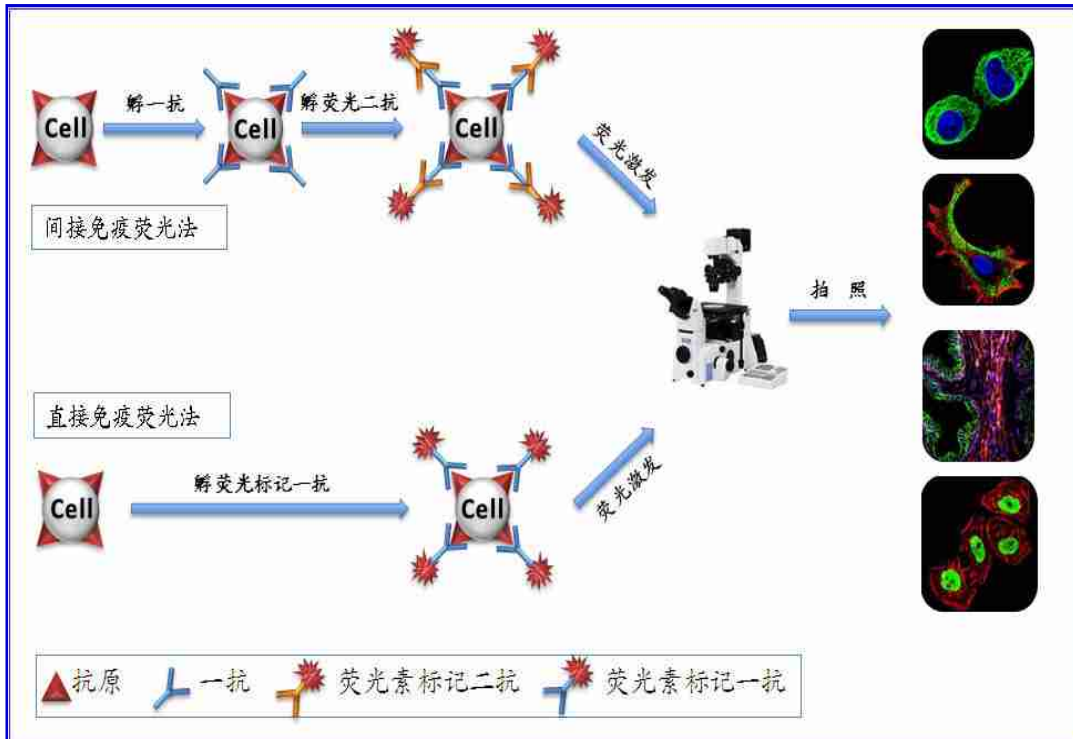 孵一抗
孵荧光二抗
Cell
Cell
Cell
荧光激发
间接免疫荧光法
拍 照
直接免疫荧光法
孵荧光标记一抗
Cell
Cell
荧光激发
抗原
一抗
荧光素标记二抗
荧光素标记一抗